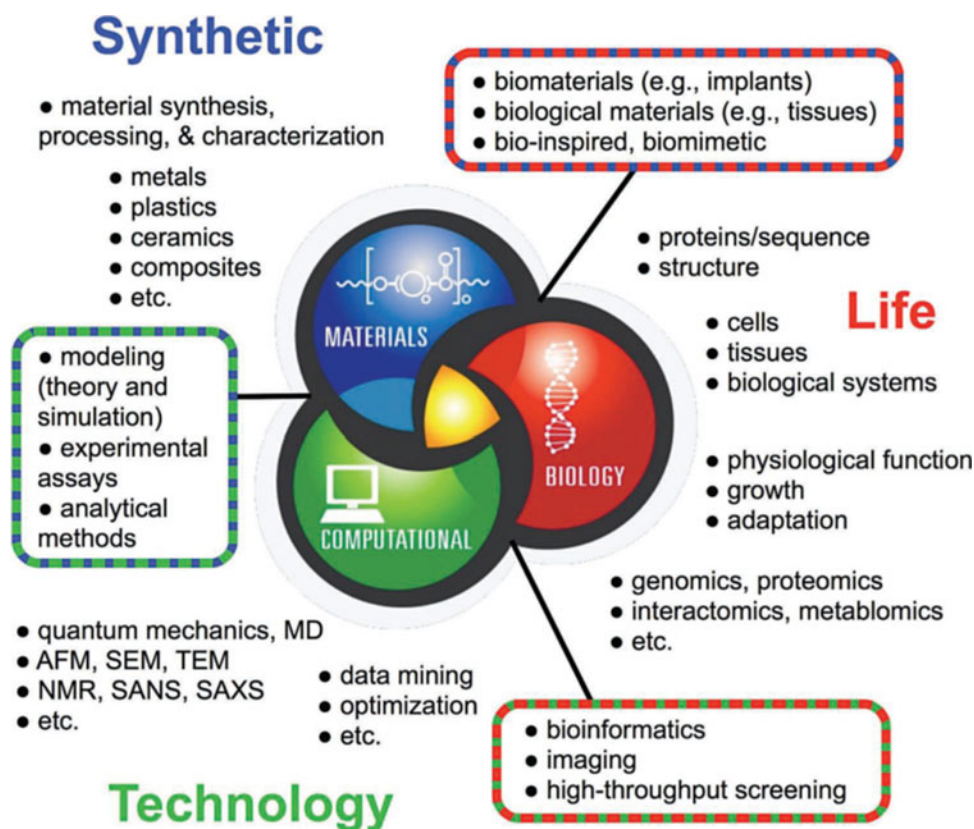 Synthetic
● material synthesis,
processing, & characterization
● metals
● plastics
● ceramics
● composites
● etc.
● biomaterials (e.g., implants)
● biological materials (e.g., tissues)
● bio-inspired, biomimetic
● proteins/sequence
● structure
Life
● cells
● tissues
● biological systems
● physiological function
● growth
● adaptation
● genomics, proteomics
● interactomics, metablomics
● etc.
MATERIALS
BIOLOGY
COMPUTATIONAL
● modeling
(theory and
simulation)
● experimental
assays
● analytical
methods
● quantum mechanics, MD
● AFM, SEM, TEM
● NMR, SANS, SAXS
● etc.
● data mining
● optimization
● etc.
● bioinformatics
● imaging
● high-throughput screening
Technology